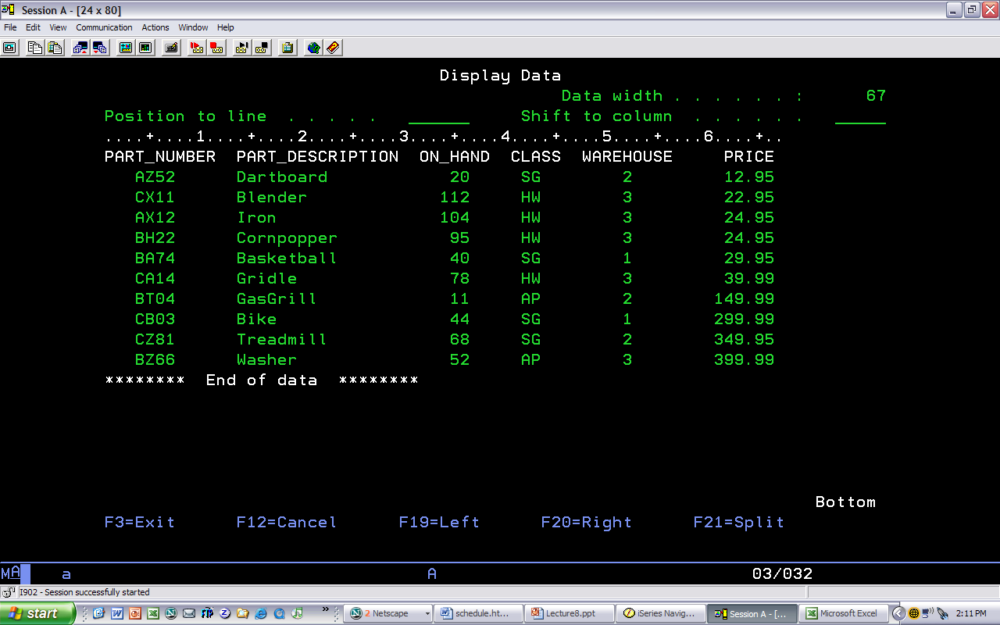 Session A - [24 x 80]
File Edit View Communication Actions Window Help
Display Data
Data width . . . . . . : 67
Position to line . . . . . ______ Shift to column . . . . . . _____
....+....1....+....2....+....3....+....4....+....5....+....6....+..
PART_NUMBER PART_DESCRIPTION ON_HAND CLASS WAREHOUSE PRICE
AZ52 Dartboard 20 SG 2 12.95
CX11 Blender 112 HW 3 22.95
AX12 Iron 104 HW 3 24.95
BH22 Cornpopper 95 HW 3 24.95
BA74 Basketball 40 SG 1 29.95
CA14 Gridle 78 HW 3 39.99
BT04 GasGrill 11 AP 2 149.99
CB03 Bike 44 SG 1 299.99
CZ81 Treadmill 68 SG 2 349.95
BZ66 Washer 52 AP 3 399.99
******** End of data ********
Bottom
F3=Exit F12=Cancel F19=Left F20=Right F21=Split
MA a A 03/032
I902 - Session successfully started
start 2 Netscape schedule.ht... Lecture8.ppt iSeries Navig... Session A - [... Microsoft Excel 2:11 PM